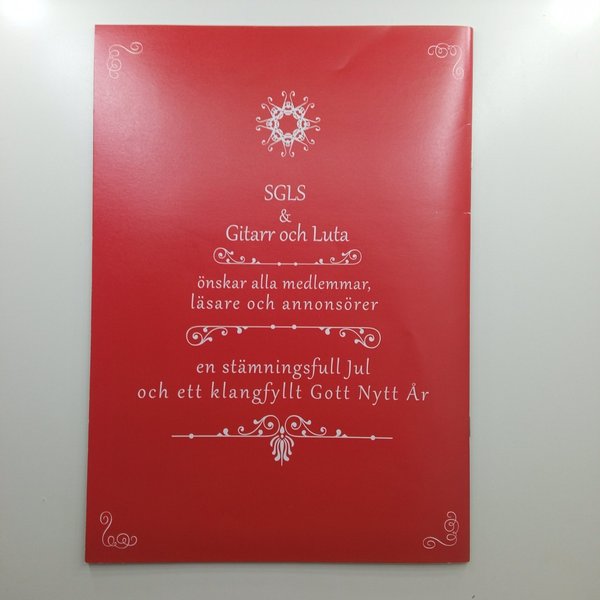 SGLS
&
Gitarr och Luta
önskar alla medlemmar,
läsare och annonsörer
en stämningsfull Jul
och ett klangfyllt Gott Nytt År